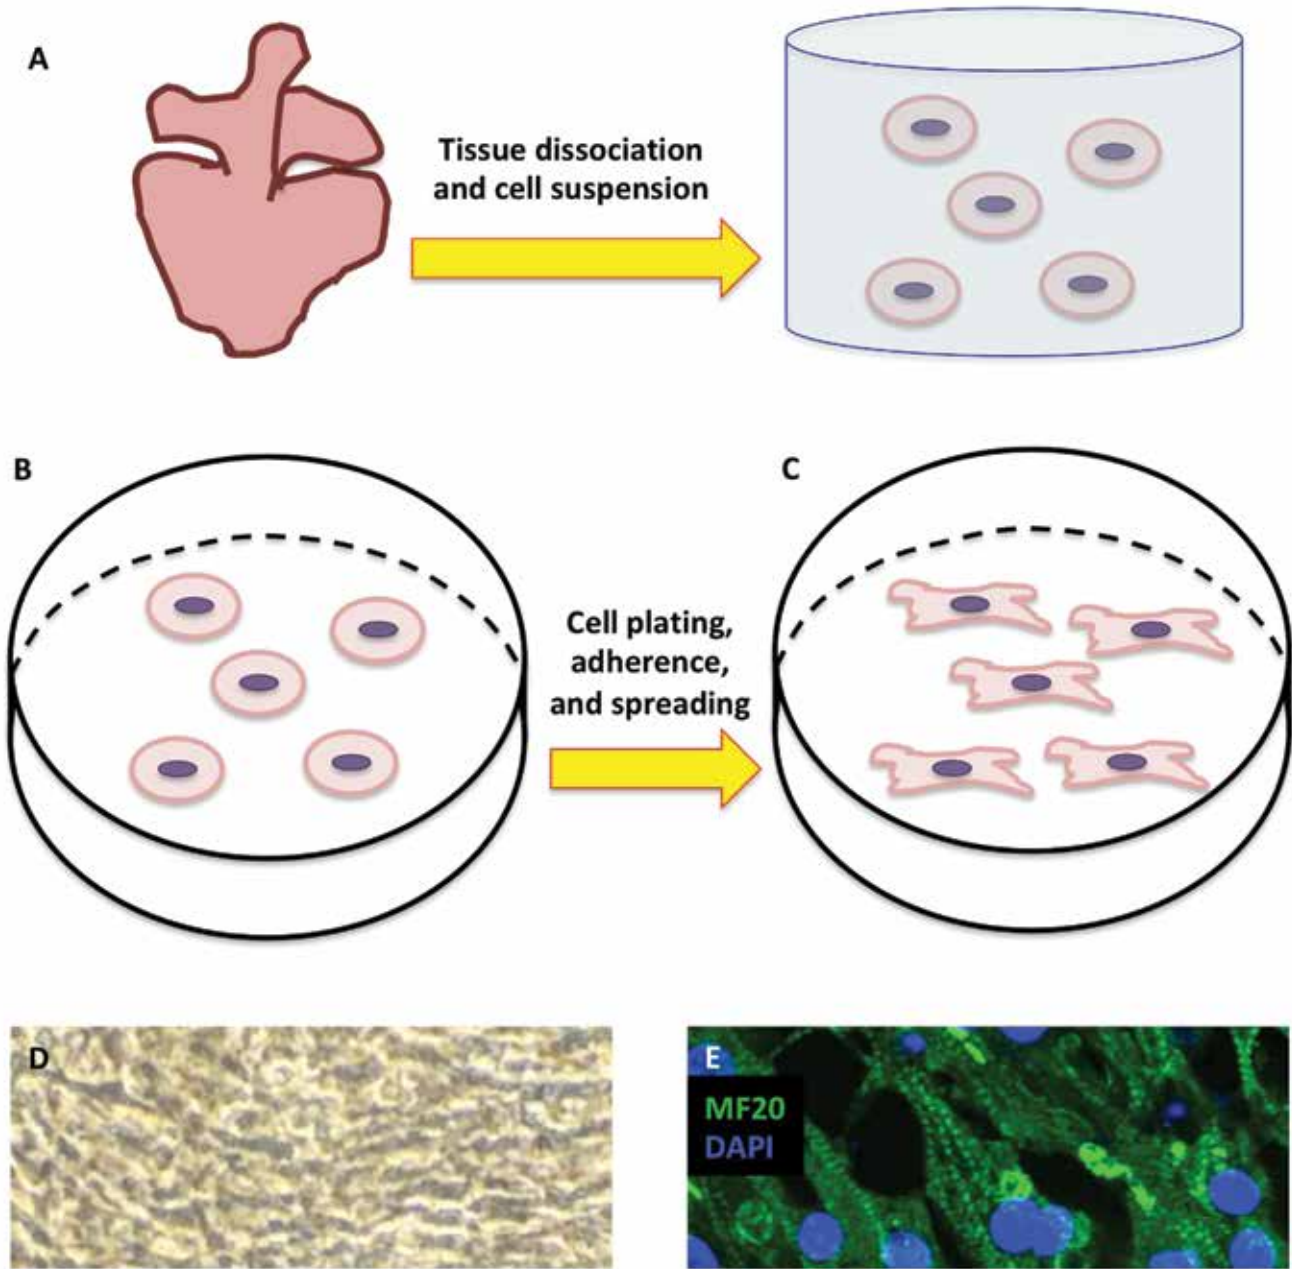 A
Tissue dissociation
and cell suspension
B
C
Cell plating,
adherence,
and spreading
D
E
MF20
DAPI